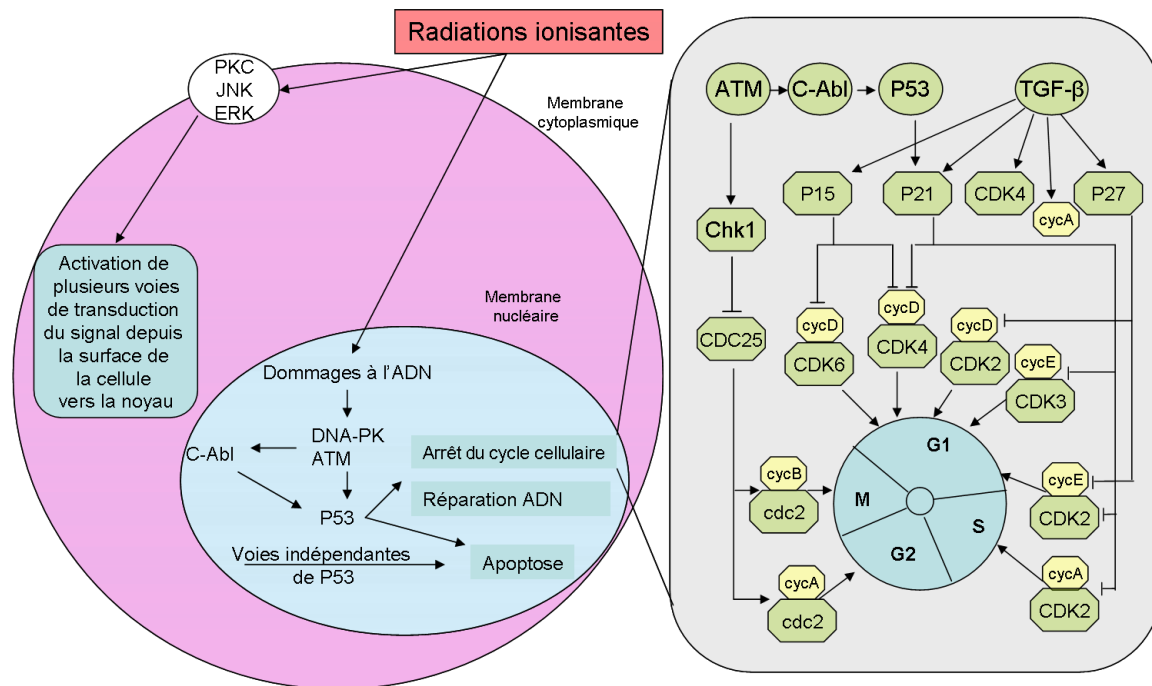 Radiations ionisantes
PKC
JNK
ERK
Membrane
cytoplasmique
Activation de
plusieurs voies
de transduction
du signal depuis
la surface de
la cellule
vers la noyau
Membrane
nucléaire
Dommages à l'ADN
DNA-PK
ATM
C-Abl
P53
Arrêt du cycle cellulaire
Réparation ADN
Apoptose
Voies indépendantes
de P53
ATM
C-Abl
P53
TGF-β
P15
P21
CDK4
cycA
P27
Chk1
CDC25
cycD
CDK6
cycD
CDK4
cycD
CDK2
cycE
CDK3
G1
M
S
G2
cycB
cdc2
cycE
CDK2
cycA
cdc2
cycA
CDK2